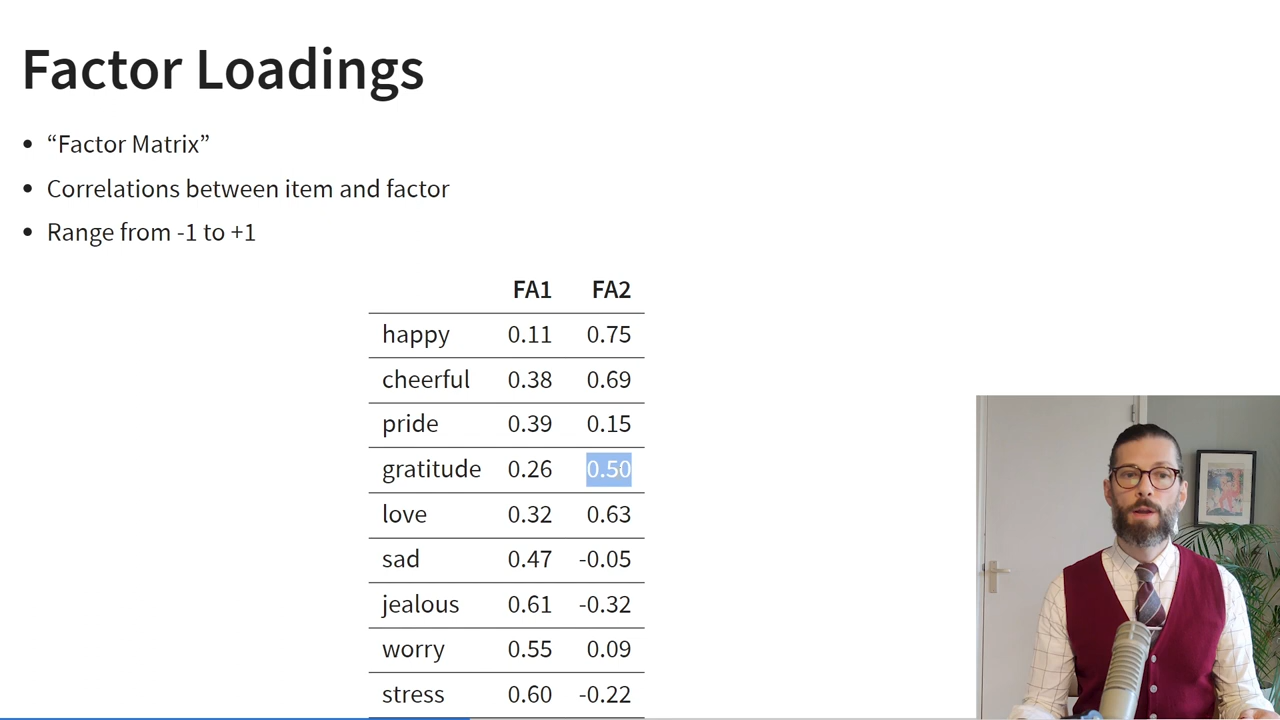 Factor Loadings
• “Factor Matrix”
• Correlations between item and factor
• Range from -1 to +1
FA1 FA2
happy 0.11 0.75
cheerful 0.38 0.69
pride 0.39 0.15
gratitude 0.26 0.50
love 0.32 0.63
sad 0.47 -0.05
jealous 0.61 -0.32
worry 0.55 0.09
stress 0.60 -0.22